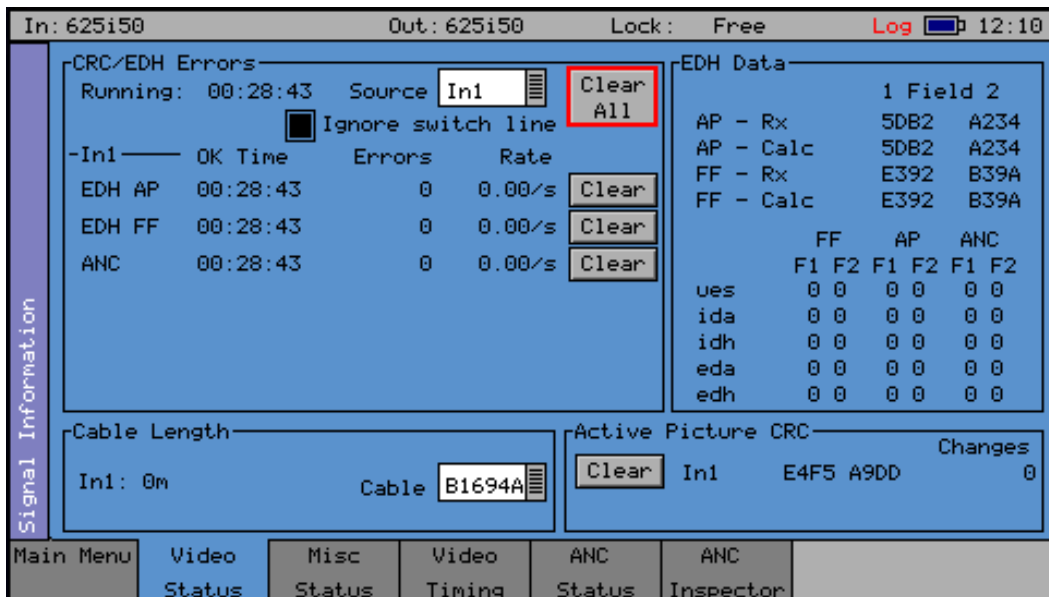 In: 625i50 Out: 625i50 Lock: Free Log 12:10
Signal Information
CRC/EDH Errors
Running: 00:28:43 Source In1 Clear All
Ignore switch line
In1 OK Time Errors Rate
EDH AP 00:28:43 0 0.00/s Clear
EDH FF 00:28:43 0 0.00/s Clear
ANC 00:28:43 0 0.00/s Clear
EDH Data
1 Field 2
AP - Rx 5DB2 A234
AP - Calc 5DB2 A234
FF - Rx E392 B39A
FF - Calc E392 B39A
FF AP ANC
F1 F2 F1 F2 F1 F2
ues 0 0 0 0 0 0
ida 0 0 0 0 0 0
idh 0 0 0 0 0 0
eda 0 0 0 0 0 0
edh 0 0 0 0 0 0
Cable Length
In1: 0m Cable B1694A
Active Picture CRC
Changes
Clear In1 E4F5 A9DD 0
Main Menu Video Status Misc Status Video Timing ANC Status ANC Inspector